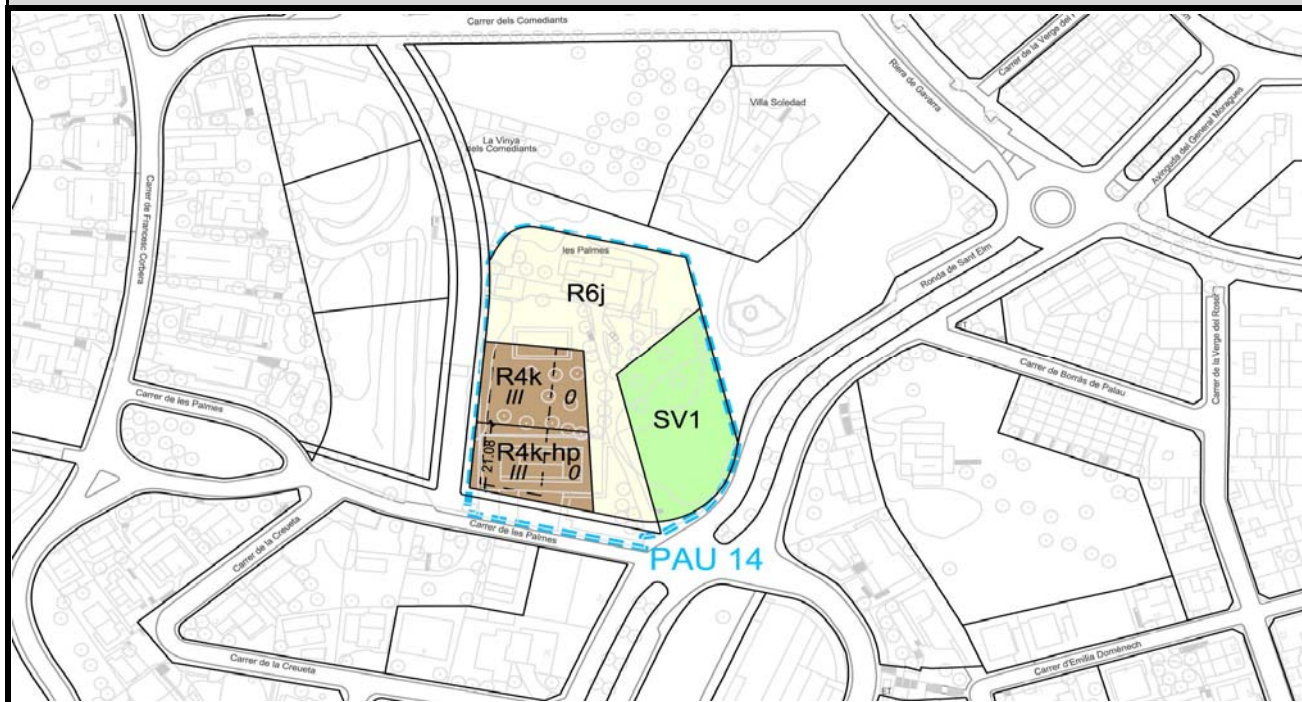 Carrer dels Comediants
Carrer de la Verge del
Riera de Gavarra
Avinguda del General Moragues
Villa Soledad
La Vinya
dels Comediants
Carrer de Francesc Corbera
les Palmes
R6j
Ronda de Sant Elm
Carrer de la Verge del Roser
Carrer de Borràs de Palau
R4k
III
0
SV1
Carrer de les Palmes
21.08
R4k-hp
III
0
Carrer de les Palmes
PAU 14
Carrer de la Creueta
Carrer de la Creueta
Carrer d'Emília Domènech
ET